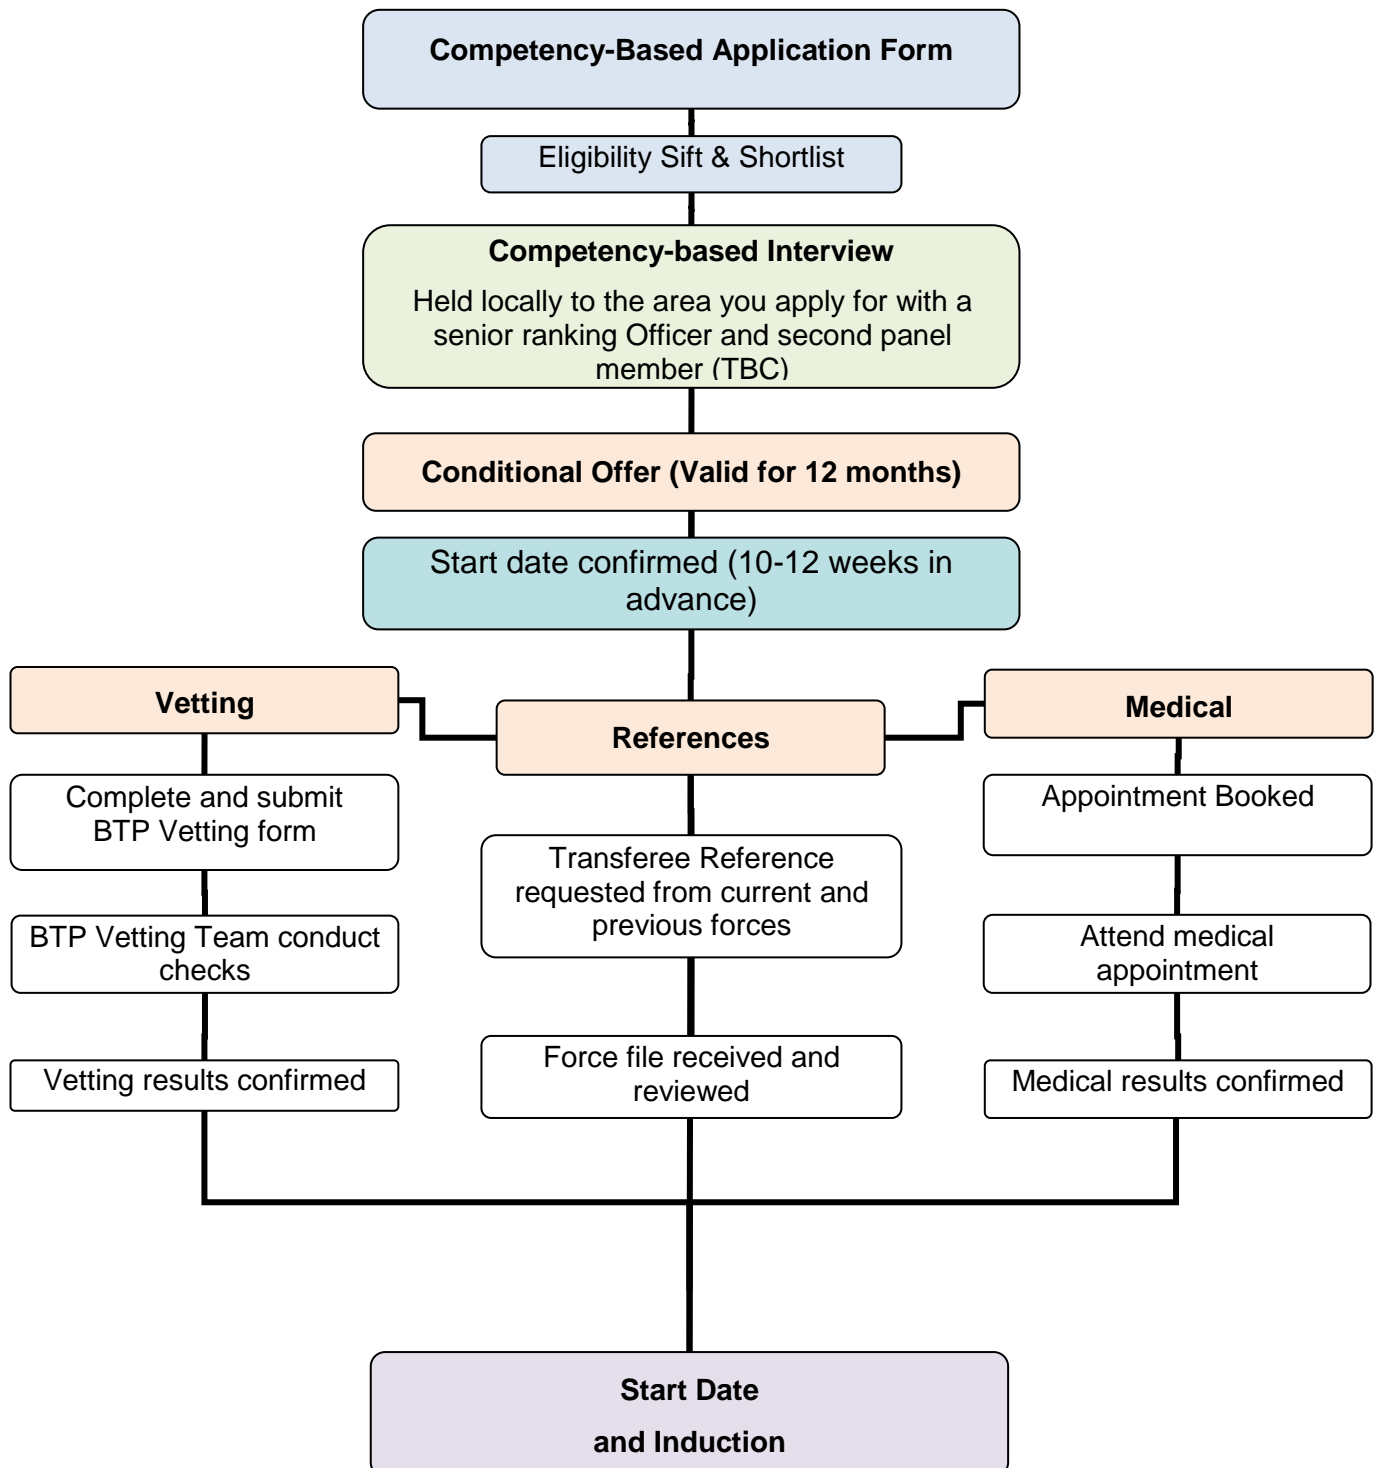 Competency-Based Application Form
Eligibility Sift & Shortlist
Competency-based Interview
Held locally to the area you apply for with a
senior ranking Officer and second panel
member (TBC)
Conditional Offer (Valid for 12 months)
Start date confirmed (10-12 weeks in
advance)
Vetting
Complete and submit
BTP Vetting form
BTP Vetting Team conduct
checks
Vetting results confirmed
References
Transferee Reference
requested from current and
previous forces
Force file received and
reviewed
Medical
Appointment Booked
Attend medical
appointment
Medical results confirmed
Start Date
and Induction